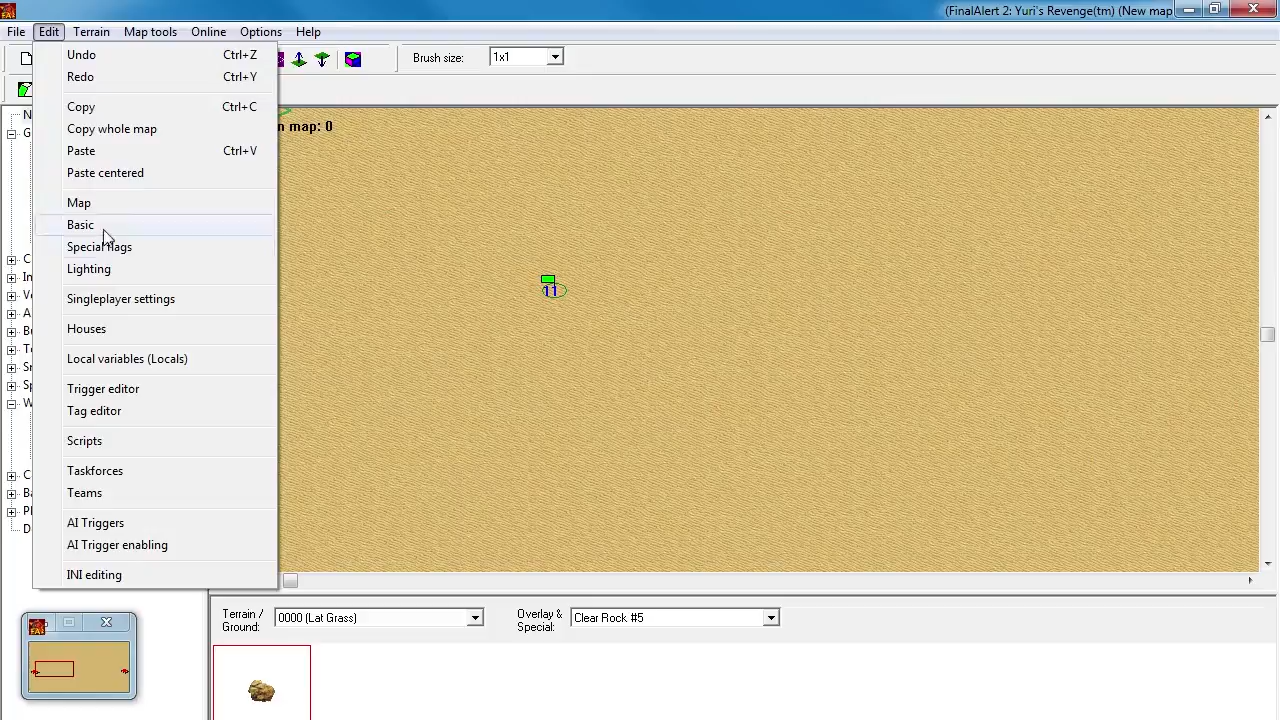 (FinalAlert 2: Yuri's Revenge(tm) (New map
File Edit Terrain Map tools Online Options Help
Undo Ctrl+Z
Redo Ctrl+Y
Copy Ctrl+C
Copy whole map
Paste Ctrl+V
Paste centered
Map
Basic
Special flags
Lighting
Singleplayer settings
Houses
Local variables (Locals)
Trigger editor
Tag editor
Scripts
Taskforces
Teams
AI Triggers
AI Trigger enabling
INI editing
Brush size: 1x1
n map: 0
11
Terrain / Ground: 0000 (Lat Grass)
Overlay & Special: Clear Rock #5